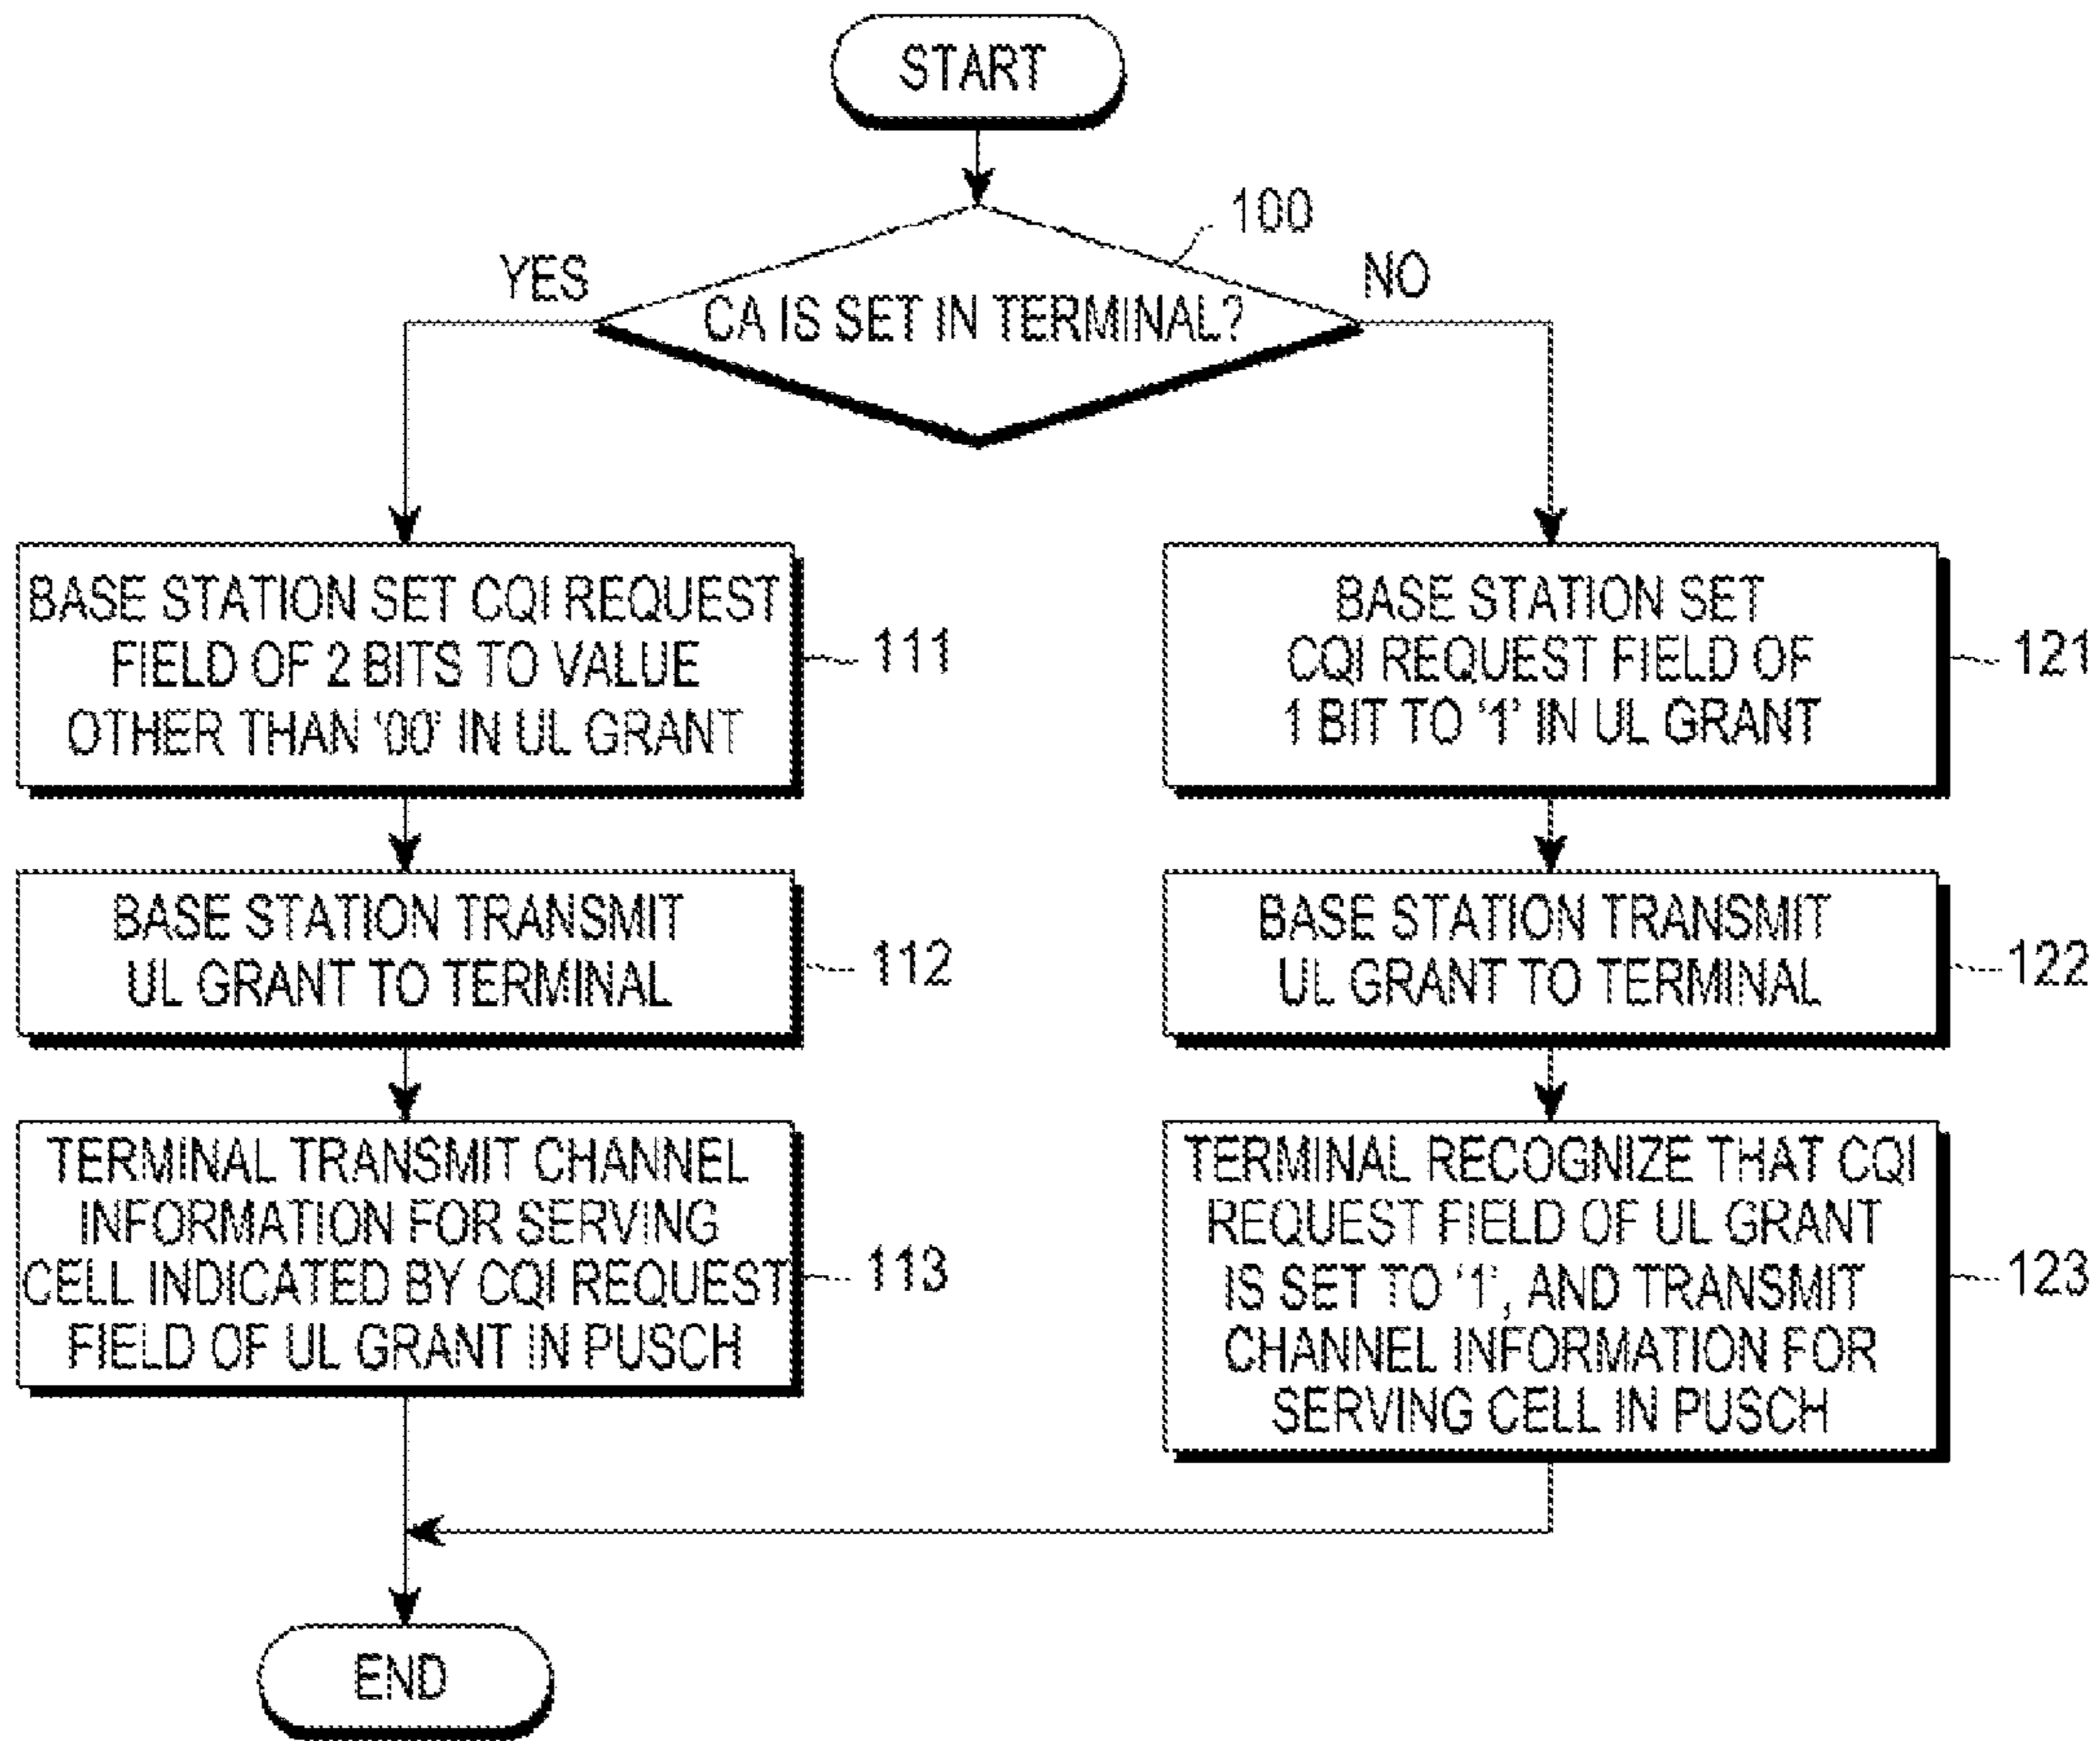 START
100
YES
NO
CA IS SET IN TERMINAL?
BASE STATION SET CQI REQUEST
FIELD OF 2 BITS TO VALUE
OTHER THAN ‘00’ IN UL GRANT
111
BASE STATION SET
CQI REQUEST FIELD OF
1 BIT TO ‘1’ IN UL GRANT
121
BASE STATION TRANSMIT
UL GRANT TO TERMINAL
112
BASE STATION TRANSMIT
UL GRANT TO TERMINAL
122
TERMINAL TRANSMIT CHANNEL
INFORMATION FOR SERVING
CELL INDICATED BY CQI REQUEST
FIELD OF UL GRANT IN PUSCH
113
TERMINAL RECOGNIZE THAT CQI
REQUEST FIELD OF UL GRANT
IS SET TO ‘1’, AND TRANSMIT
CHANNEL INFORMATION FOR
SERVING CELL IN PUSCH
123
END